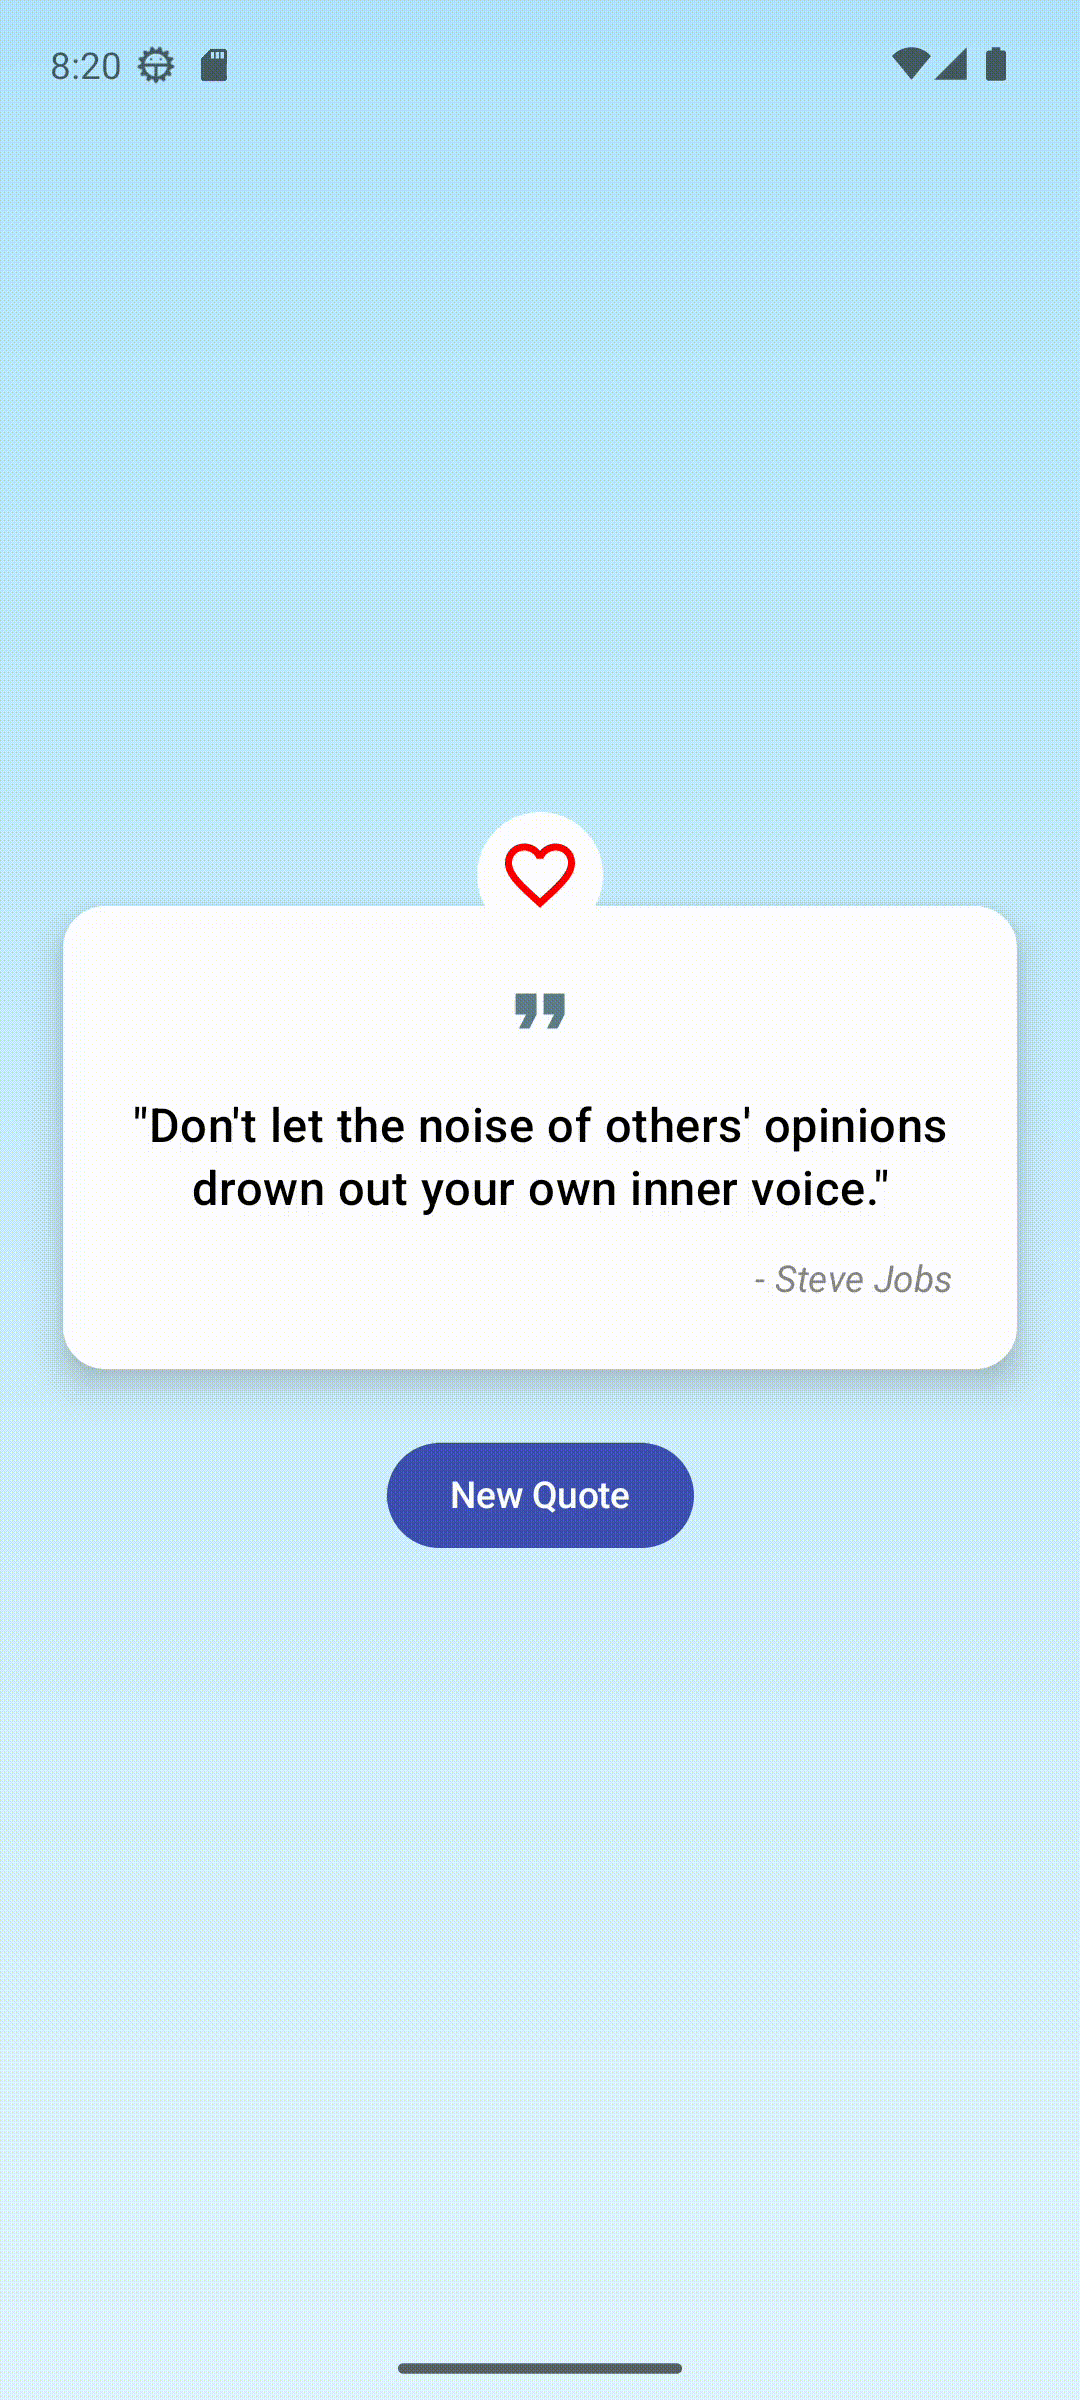 8:20
"Don't let the noise of others' opinions
drown out your own inner voice."
- Steve Jobs
New Quote